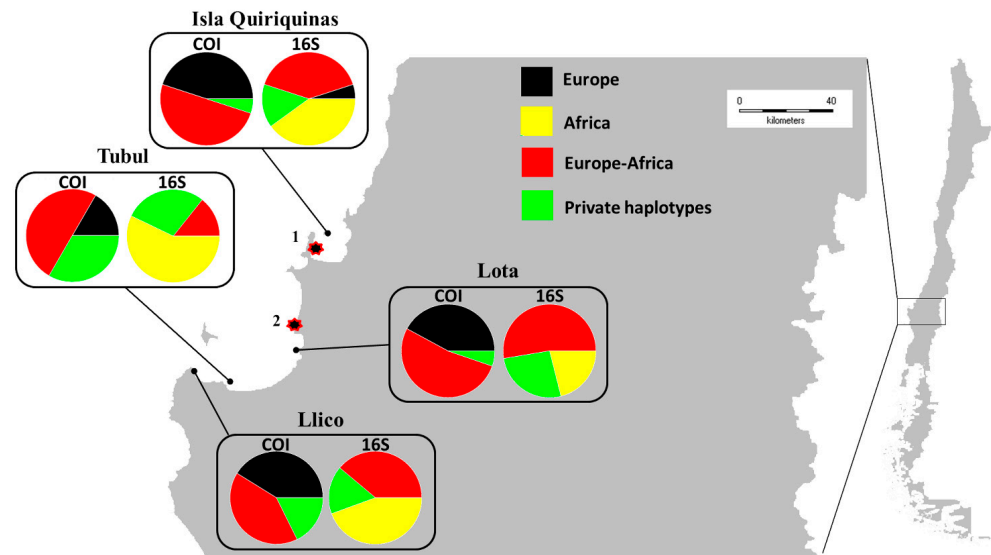 Isla Quiriquinas
COI 16S
Tubul
COI 16S
Europe
Africa
Europe-Africa
Private haplotypes
0 40
kilometers
1
2
Lota
COI 16S
Llico
COI 16S